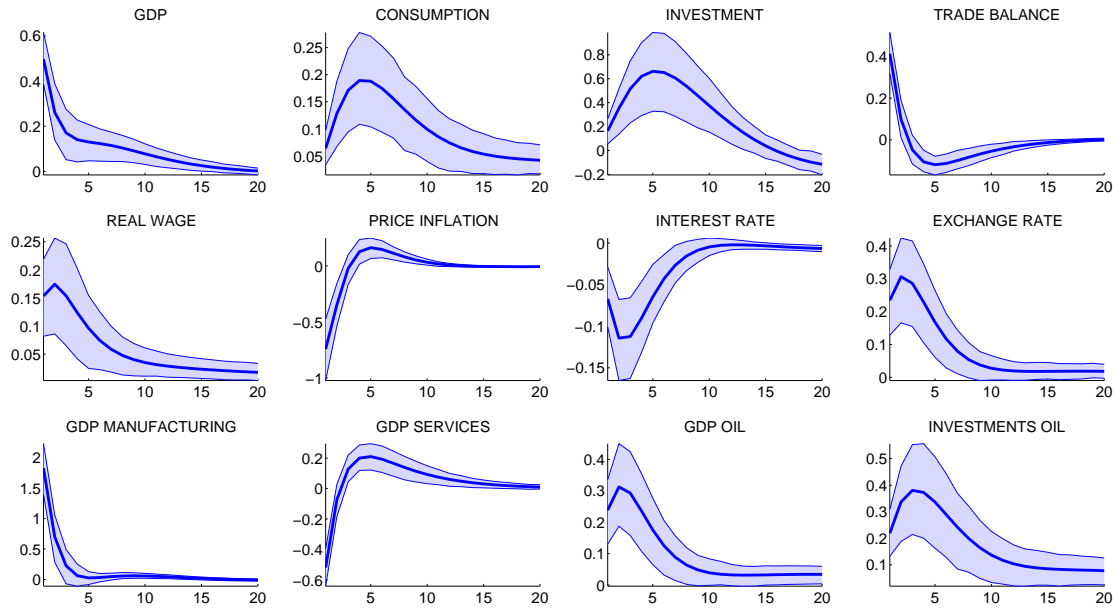 GDP CONSUMPTION INVESTMENT TRADE BALANCE
0.6 0.25 0.8 0.4
0.4 0.2 0.6 0.2
0.2 0.15 0.4 0
0 0.1 0.2
0.05 0
−0.2
5 10 15 20 5 10 15 20 5 10 15 20 5 10 15 20
REAL WAGE PRICE INFLATION INTEREST RATE EXCHANGE RATE
0.25 0 0 0.4
0.2 −0.5 −0.05 0.3
0.15 −1 −0.1 0.2
0.1 −0.15 0.1
0.05 0
5 10 15 20 5 10 15 20 5 10 15 20 5 10 15 20
GDP MANUFACTURING GDP SERVICES GDP OIL INVESTMENTS OIL
2 0.2 0.4 0.5
1.5 0 0.3 0.4
1 −0.2 0.2 0.3
0.5 −0.4 0.1 0.2
0 −0.6 0 0.1
5 10 15 20 5 10 15 20 5 10 15 20 5 10 15 20